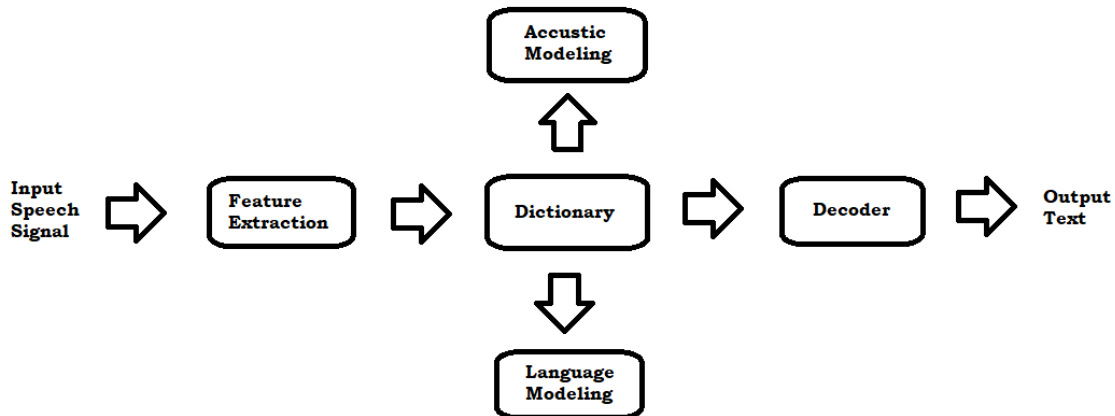 Accustic
Modeling
Input
Speech
Signal
Feature
Extraction
Dictionary
Decoder
Output
Text
Language
Modeling